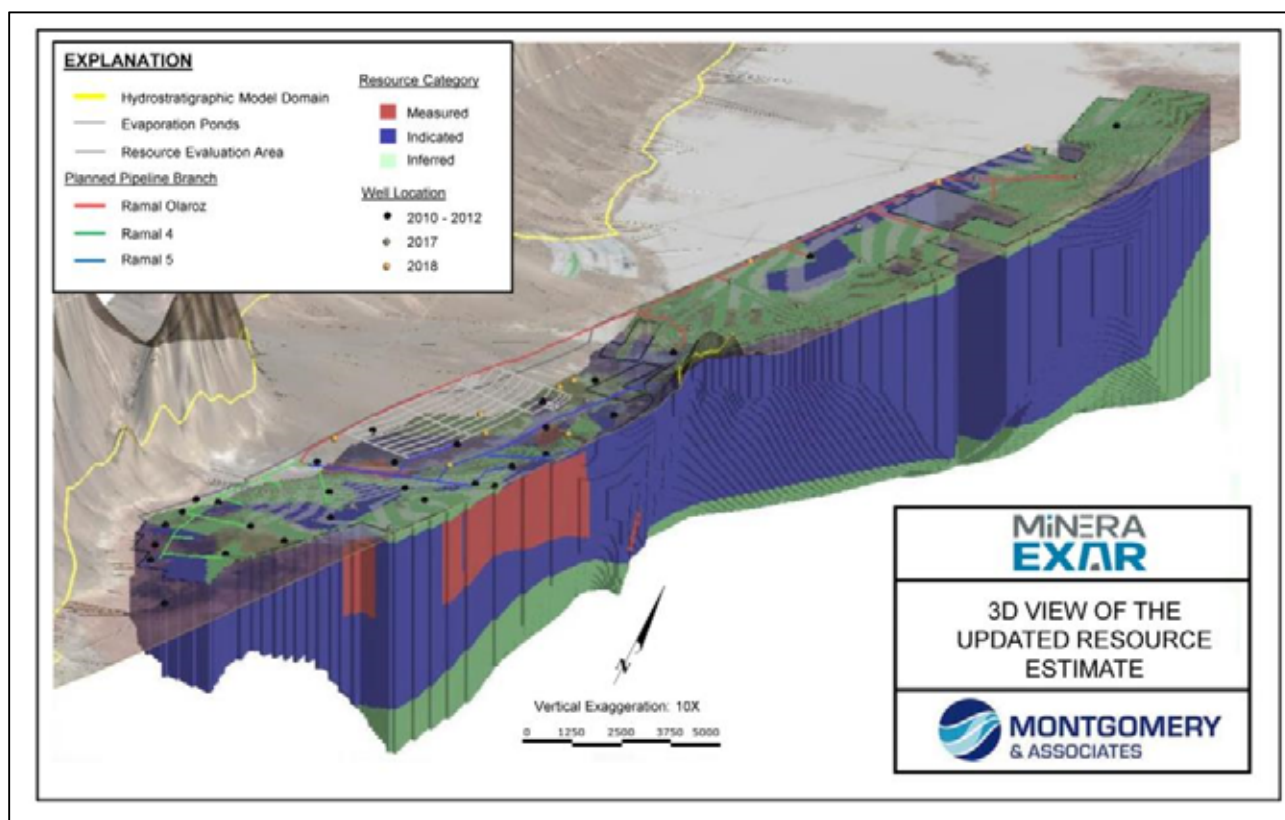 EXPLANATION
Hydrostratigraphic Model Domain
Evaporation Ponds
Resource Evaluation Area
Planned Pipeline Branch
Ramal Olaroz
Ramal 4
Ramal 5
Resource Category
Measured
Indicated
Inferred
Well Location
2010 - 2012
2017
2018
N
Vertical Exaggeration: 10X
0 1250 2500 3750 5000
MINERA
EXAR
3D VIEW OF THE
UPDATED RESOURCE
ESTIMATE
MONTGOMERY
& ASSOCIATES